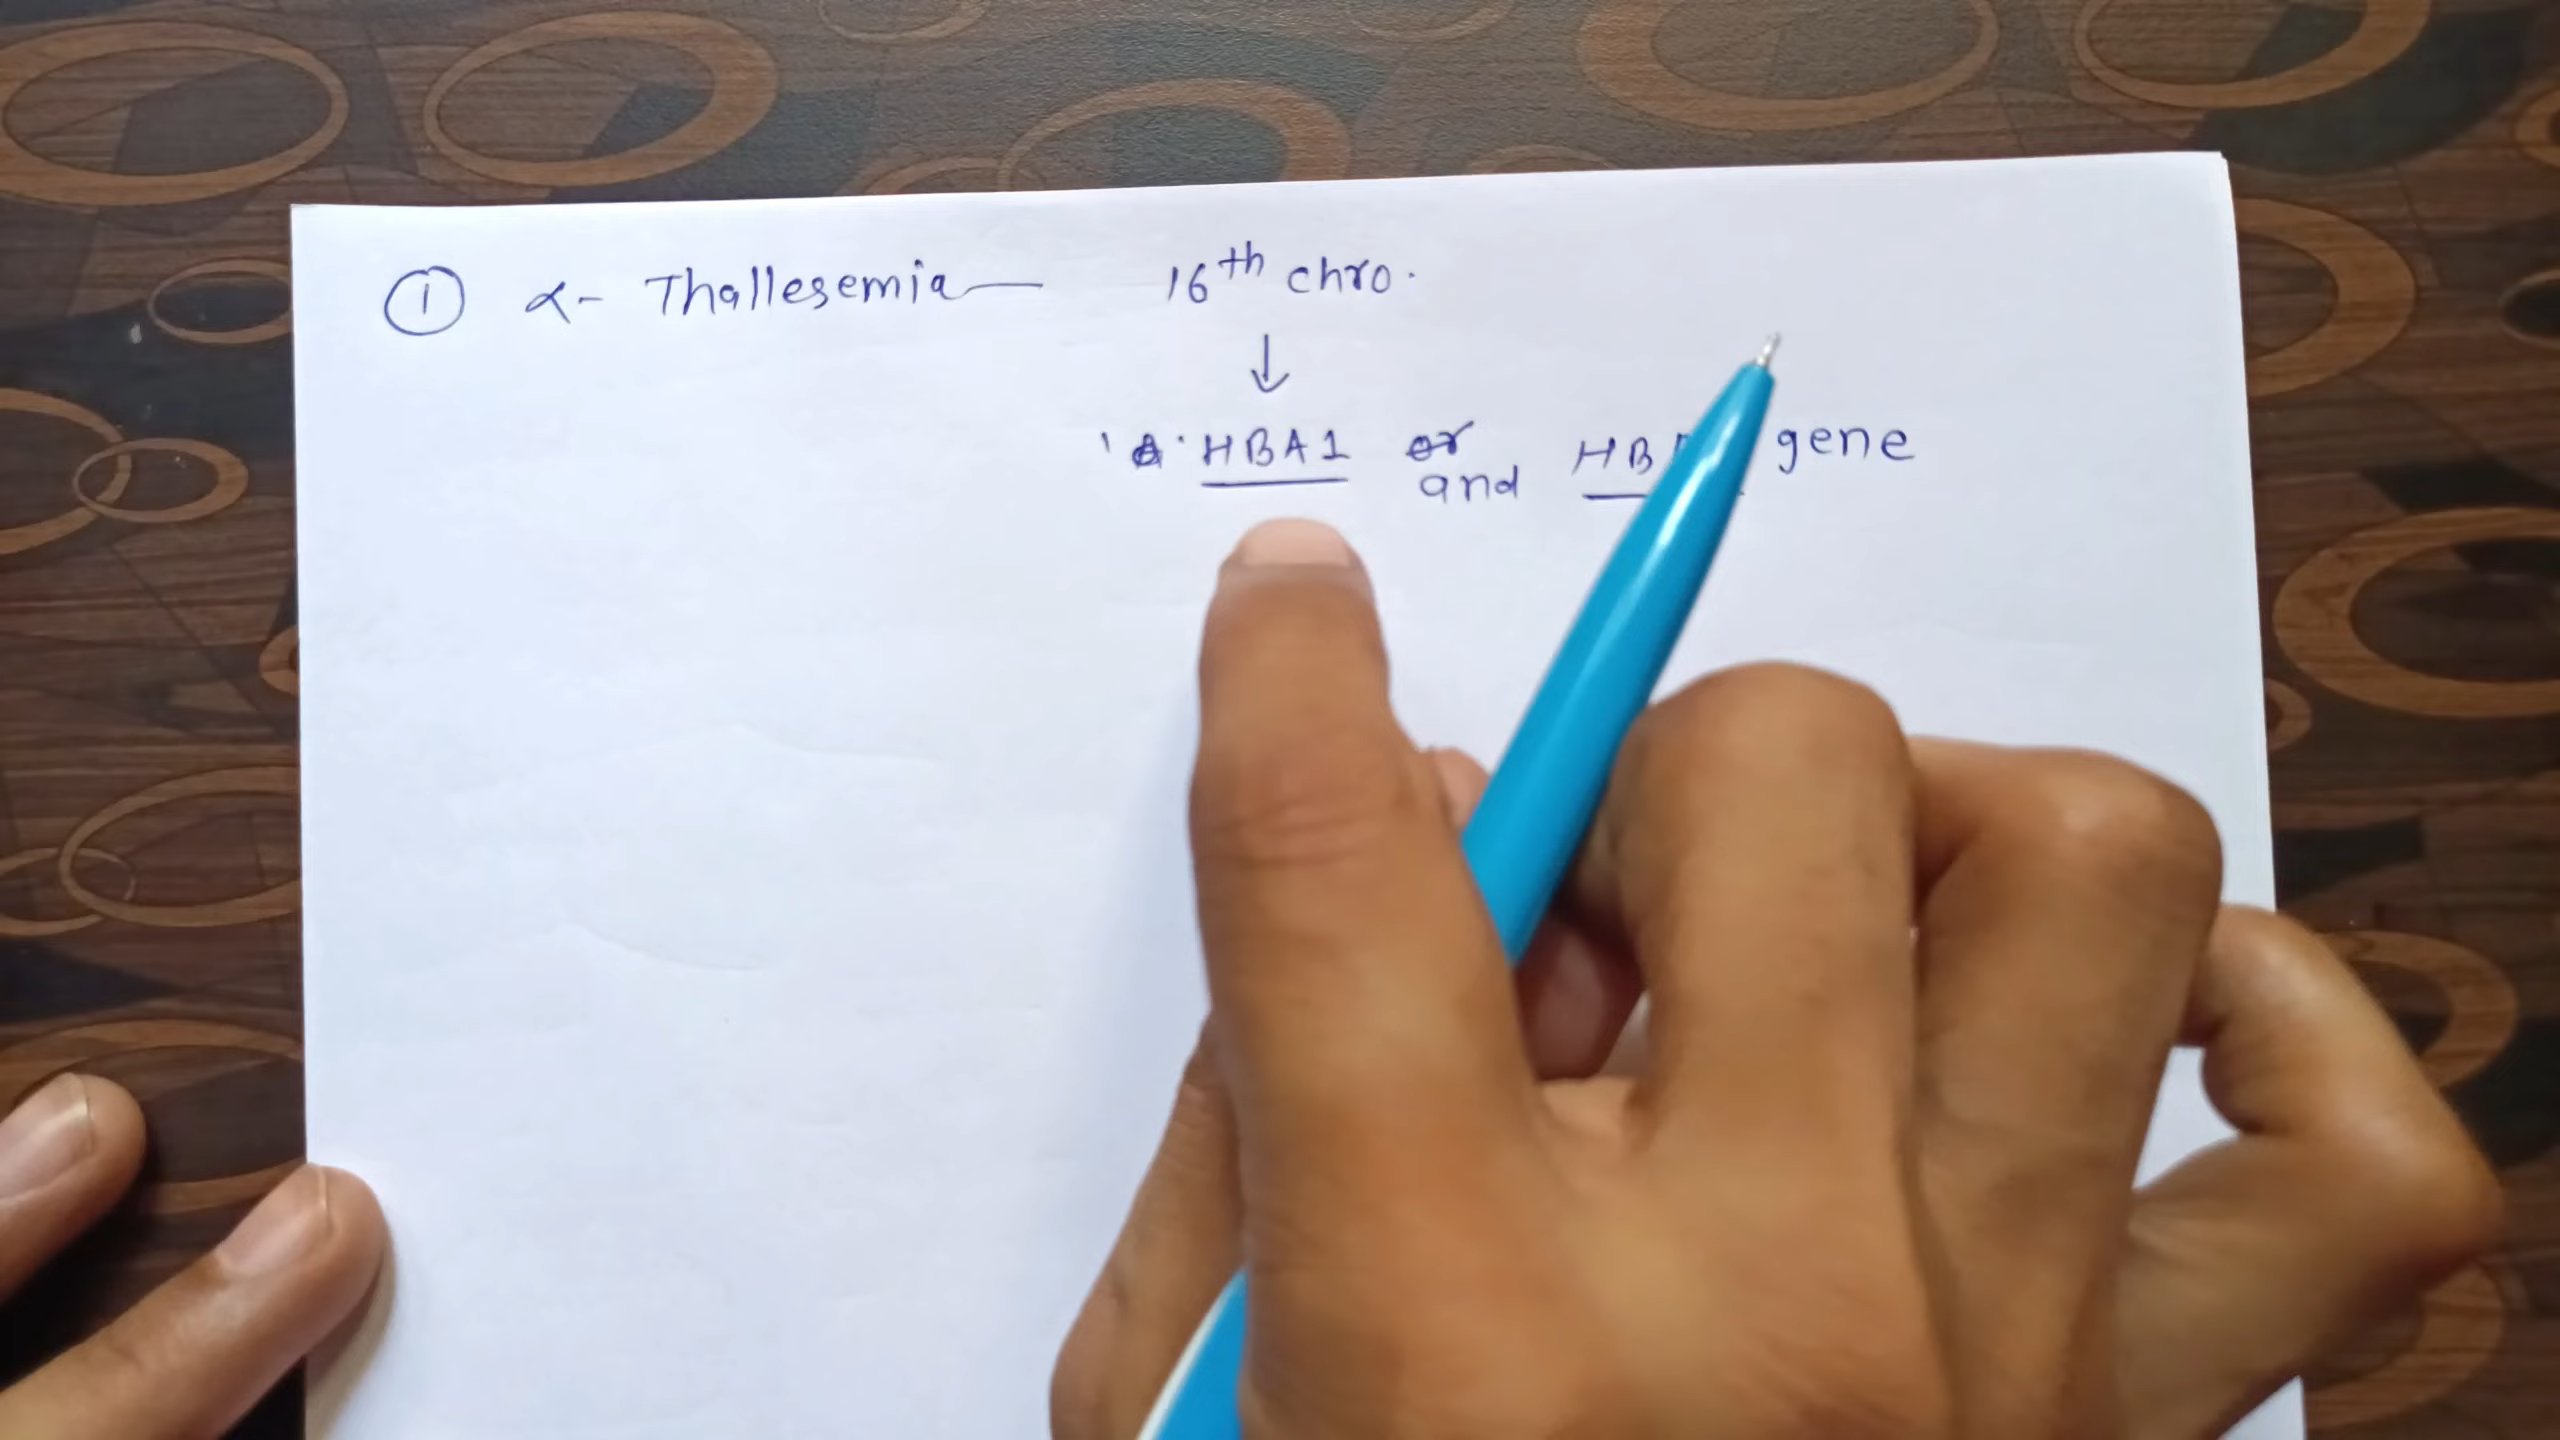 ① α- Thallesemia— 16th chro.
↓
HBA1 or HB gene
and